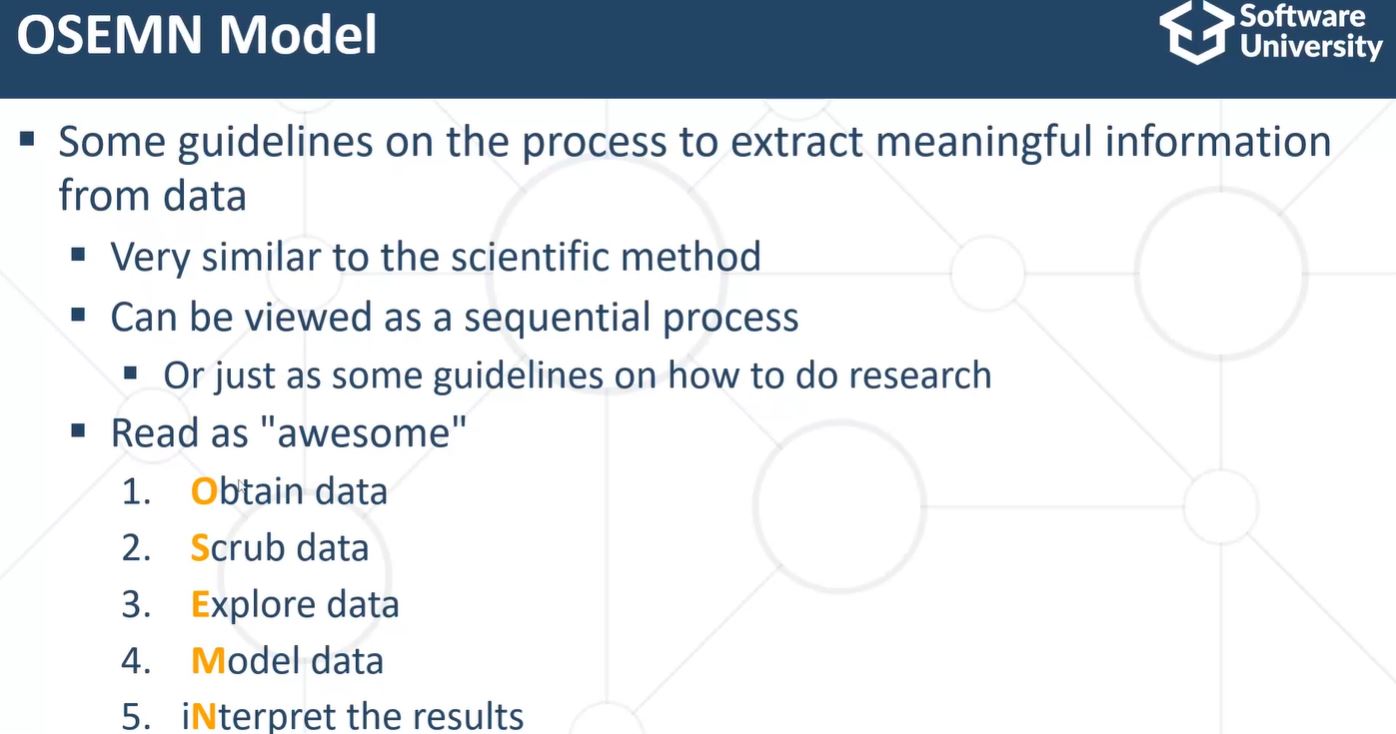 OSEMN Model
Software
University
▪ Some guidelines on the process to extract meaningful information
from data
▪ Very similar to the scientific method
▪ Can be viewed as a sequential process
▪ Or just as some guidelines on how to do research
▪ Read as "awesome"
1. Obtain data
2. Scrub data
3. Explore data
4. Model data
5. iNterpret the results